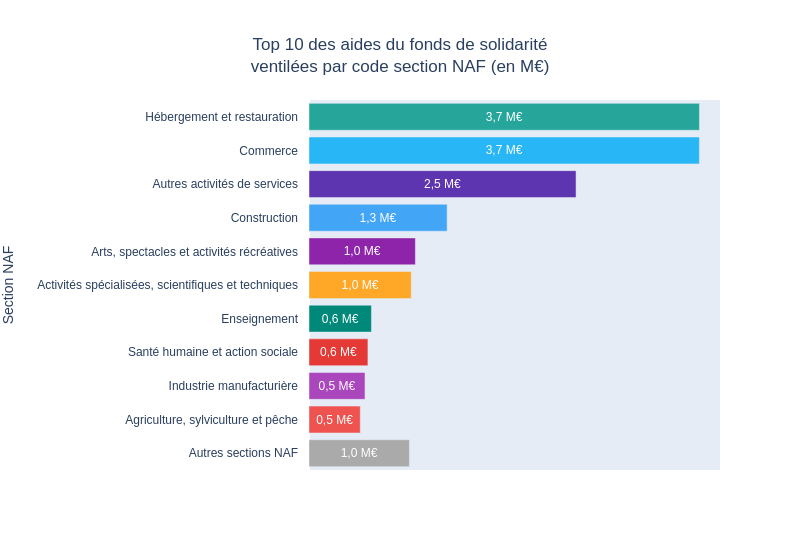 Top 10 des aides du fonds de solidarité
ventilées par code section NAF (en M€)
Section NAF
Hébergement et restauration 3,7 M€
Commerce 3,7 M€
Autres activités de services 2,5 M€
Construction 1,3 M€
Arts, spectacles et activités récréatives 1,0 M€
Activités spécialisées, scientifiques et techniques 1,0 M€
Enseignement 0,6 M€
Santé humaine et action sociale 0,6 M€
Industrie manufacturière 0,5 M€
Agriculture, sylviculture et pêche 0,5 M€
Autres sections NAF 1,0 M€